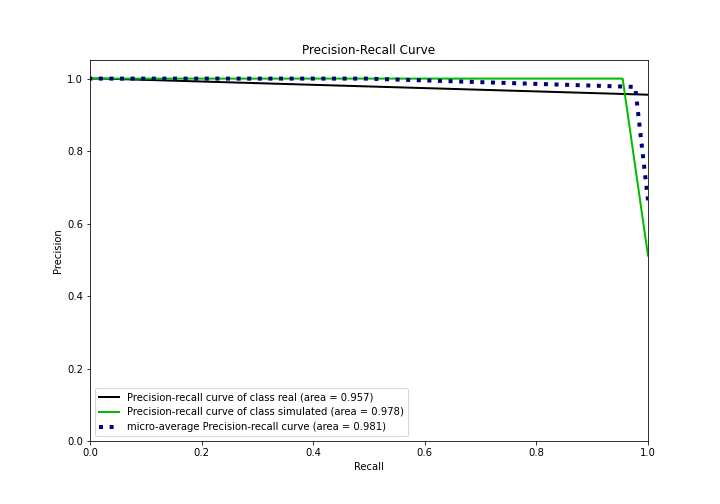 Precision-Recall Curve
1.0
0.8
0.6
0.4
0.2
0.0
Precision
Precision-recall curve of class real (area = 0.957)
Precision-recall curve of class simulated (area = 0.978)
micro-average Precision-recall curve (area = 0.981)
0.0 0.2 0.4 0.6 0.8 1.0
Recall